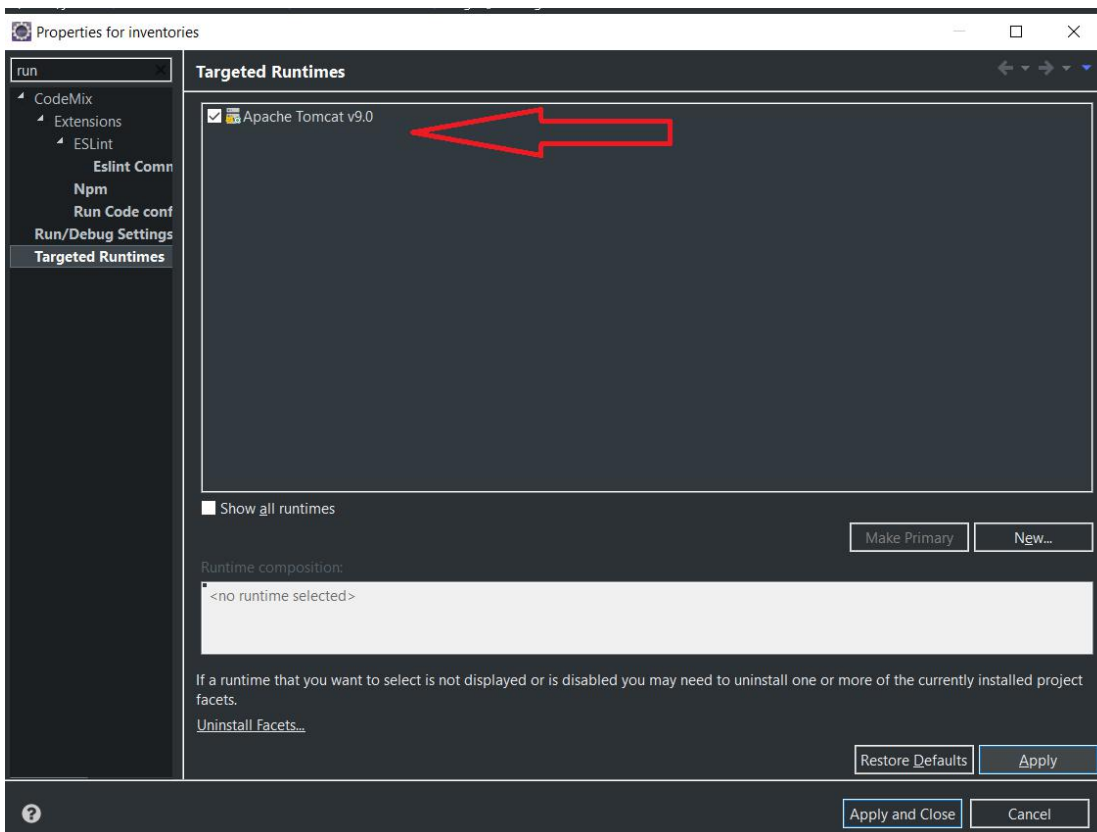 Properties for inventories
run
Targeted Runtimes
CodeMix
Extensions
ESLint
Eslint Comm
Npm
Run Code conf
Run/Debug Settings
Targeted Runtimes
Apache Tomcat v9.0
Show all runtimes
Make Primary
New...
Runtime composition:
<no runtime selected>
If a runtime that you want to select is not displayed or is disabled you may need to uninstall one or more of the currently installed project
facets.
Uninstall Facets...
Restore Defaults
Apply
?
Apply and Close
Cancel